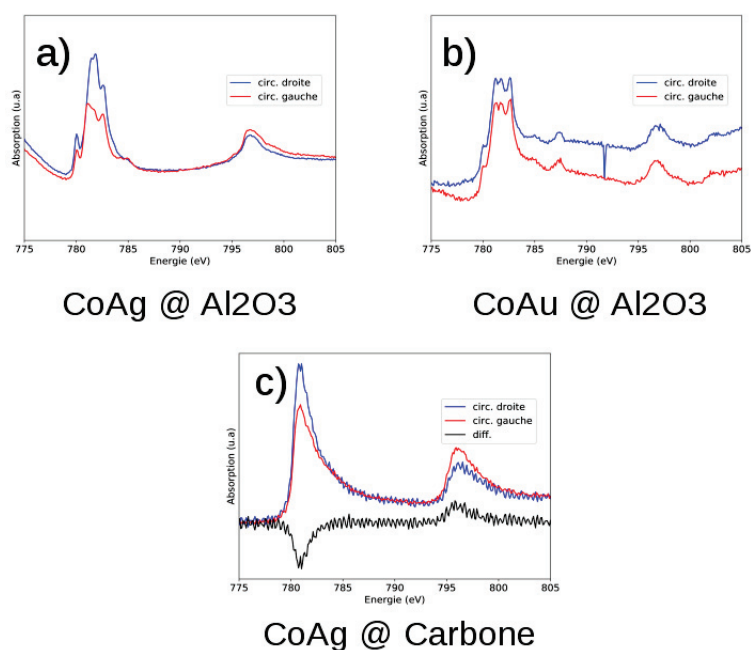 a)
circ. droite
circ. gauche
Absorption (u.a)
775 780 785 790 795 800 805
Energie (eV)
CoAg @ Al2O3
b)
circ. droite
circ. gauche
Absorption (u.a)
775 780 785 790 795 800 805
Energie (eV)
CoAu @ Al2O3
c)
circ. droite
circ. gauche
diff.
Absorption (u.a)
775 780 785 790 795 800 805
Energie (eV)
CoAg @ Carbone